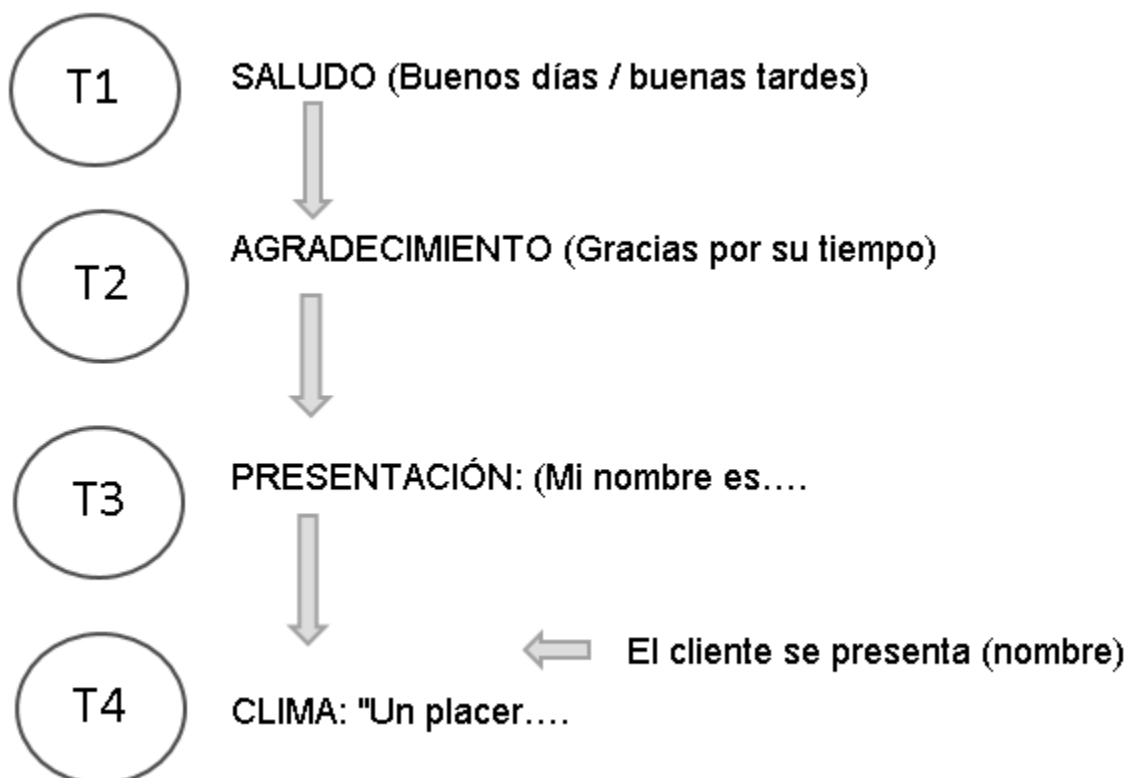 T1
SALUDO (Buenos días / buenas tardes)
T2
AGRADECIMIENTO (Gracias por su tiempo)
T3
PRESENTACIÓN: (Mi nombre es....
El cliente se presenta (nombre)
T4
CLIMA: "Un placer....